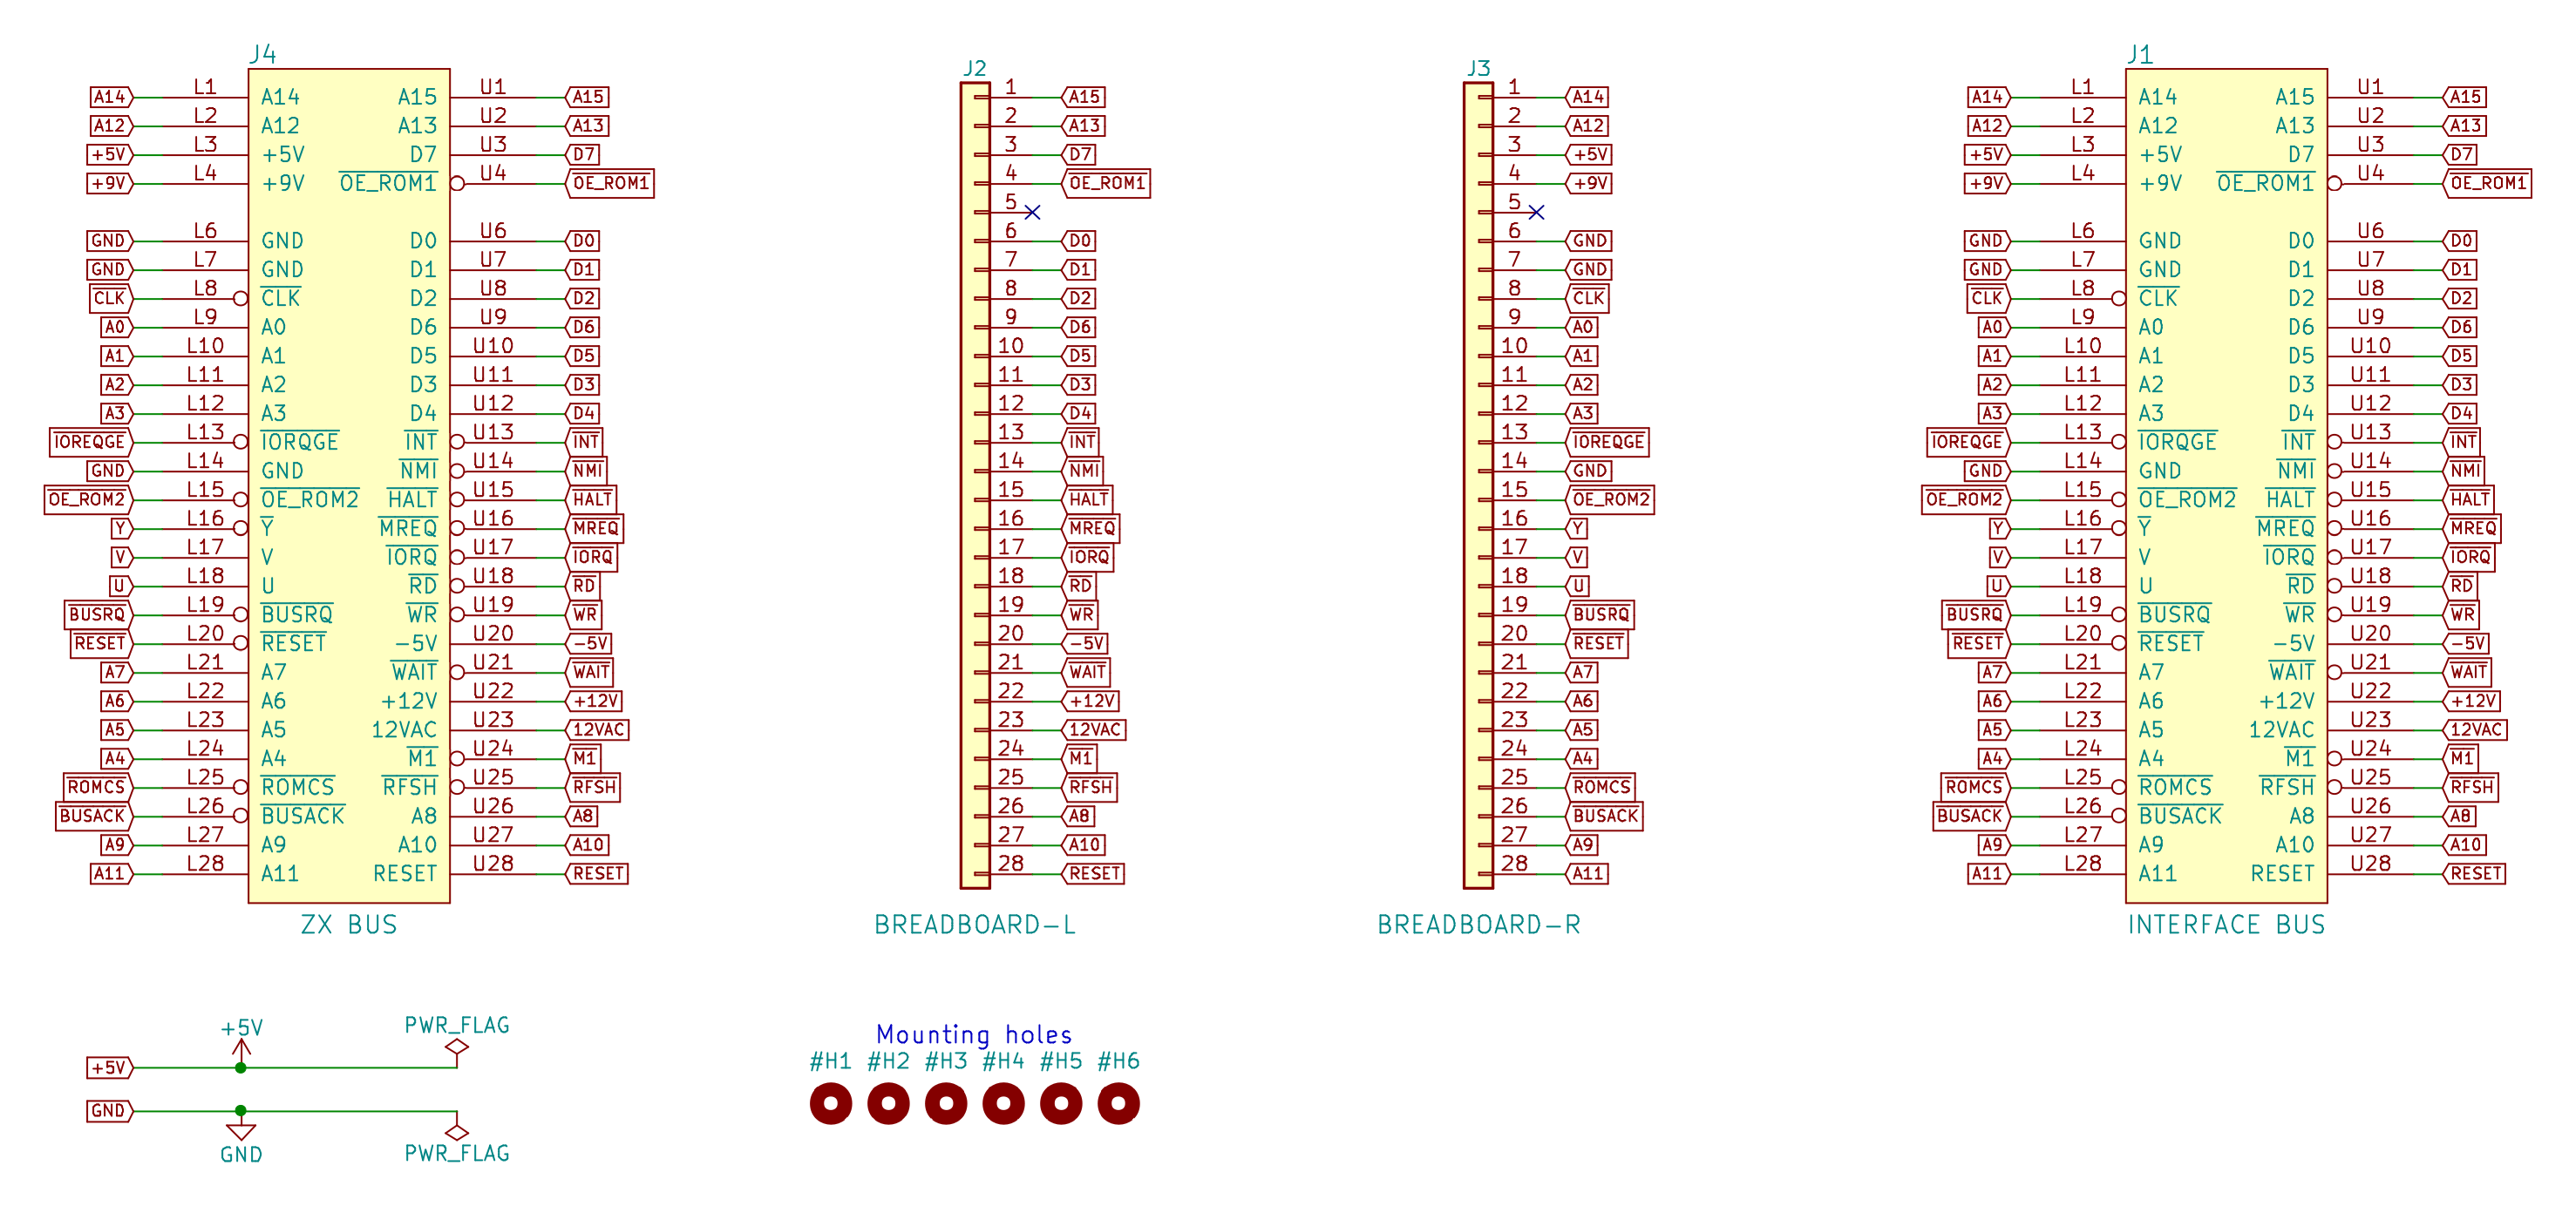 J4
A14 L1 A14 A15 U1 A15
A12 L2 A12 A13 U2 A13
+5V L3 +5V D7 U3 D7
+9V L4 +9V OE_ROM1 U4 OE_ROM1
GND L6 GND D0 U6 D0
GND L7 GND D1 U7 D1
CLK L8 CLK D2 U8 D2
A0 L9 A0 D6 U9 D6
A1 L10 A1 D5 U10 D5
A2 L11 A2 D3 U11 D3
A3 L12 A3 D4 U12 D4
IOREQGE L13 IORQGE INT U13 INT
GND L14 GND NMI U14 NMI
OE_ROM2 L15 OE_ROM2 HALT U15 HALT
Y L16 Y MREQ U16 MREQ
V L17 V IORQ U17 IORQ
U L18 U RD U18 RD
BUSRQ L19 BUSRQ WR U19 WR
RESET L20 RESET -5V U20 -5V
A7 L21 A7 WAIT U21 WAIT
A6 L22 A6 +12V U22 +12V
A5 L23 A5 12VAC U23 12VAC
A4 L24 A4 M1 U24 M1
ROMCS L25 ROMCS RFSH U25 RFSH
BUSACK L26 BUSACK A8 U26 A8
A9 L27 A9 A10 U27 A10
A11 L28 A11 RESET U28 RESET
ZX BUS
J2
1 A15
2 A13
3 D7
4 OE_ROM1
5
6 D0
7 D1
8 D2
9 D6
10 D5
11 D3
12 D4
13 INT
14 NMI
15 HALT
16 MREQ
17 IORQ
18 RD
19 WR
20 -5V
21 WAIT
22 +12V
23 12VAC
24 M1
25 RFSH
26 A8
27 A10
28 RESET
BREADBOARD-L
J3
1 A14
2 A12
3 +5V
4 +9V
5
6 GND
7 GND
8 CLK
9 A0
10 A1
11 A2
12 A3
13 IOREQGE
14 GND
15 OE_ROM2
16 Y
17 V
18 U
19 BUSRQ
20 RESET
21 A7
22 A6
23 A5
24 A4
25 ROMCS
26 BUSACK
27 A9
28 A11
BREADBOARD-R
J1
A14 L1 A14 A15 U1 A15
A12 L2 A12 A13 U2 A13
+5V L3 +5V D7 U3 D7
+9V L4 +9V OE_ROM1 U4 OE_ROM1
GND L6 GND D0 U6 D0
GND L7 GND D1 U7 D1
CLK L8 CLK D2 U8 D2
A0 L9 A0 D6 U9 D6
A1 L10 A1 D5 U10 D5
A2 L11 A2 D3 U11 D3
A3 L12 A3 D4 U12 D4
IOREQGE L13 IORQGE INT U13 INT
GND L14 GND NMI U14 NMI
OE_ROM2 L15 OE_ROM2 HALT U15 HALT
Y L16 Y MREQ U16 MREQ
V L17 V IORQ U17 IORQ
U L18 U RD U18 RD
BUSRQ L19 BUSRQ WR U19 WR
RESET L20 RESET -5V U20 -5V
A7 L21 A7 WAIT U21 WAIT
A6 L22 A6 +12V U22 +12V
A5 L23 A5 12VAC U23 12VAC
A4 L24 A4 M1 U24 M1
ROMCS L25 ROMCS RFSH U25 RFSH
BUSACK L26 BUSACK A8 U26 A8
A9 L27 A9 A10 U27 A10
A11 L28 A11 RESET U28 RESET
INTERFACE BUS
+5V PWR_FLAG
+5V
GND
GND PWR_FLAG
Mounting holes
#H1 #H2 #H3 #H4 #H5 #H6